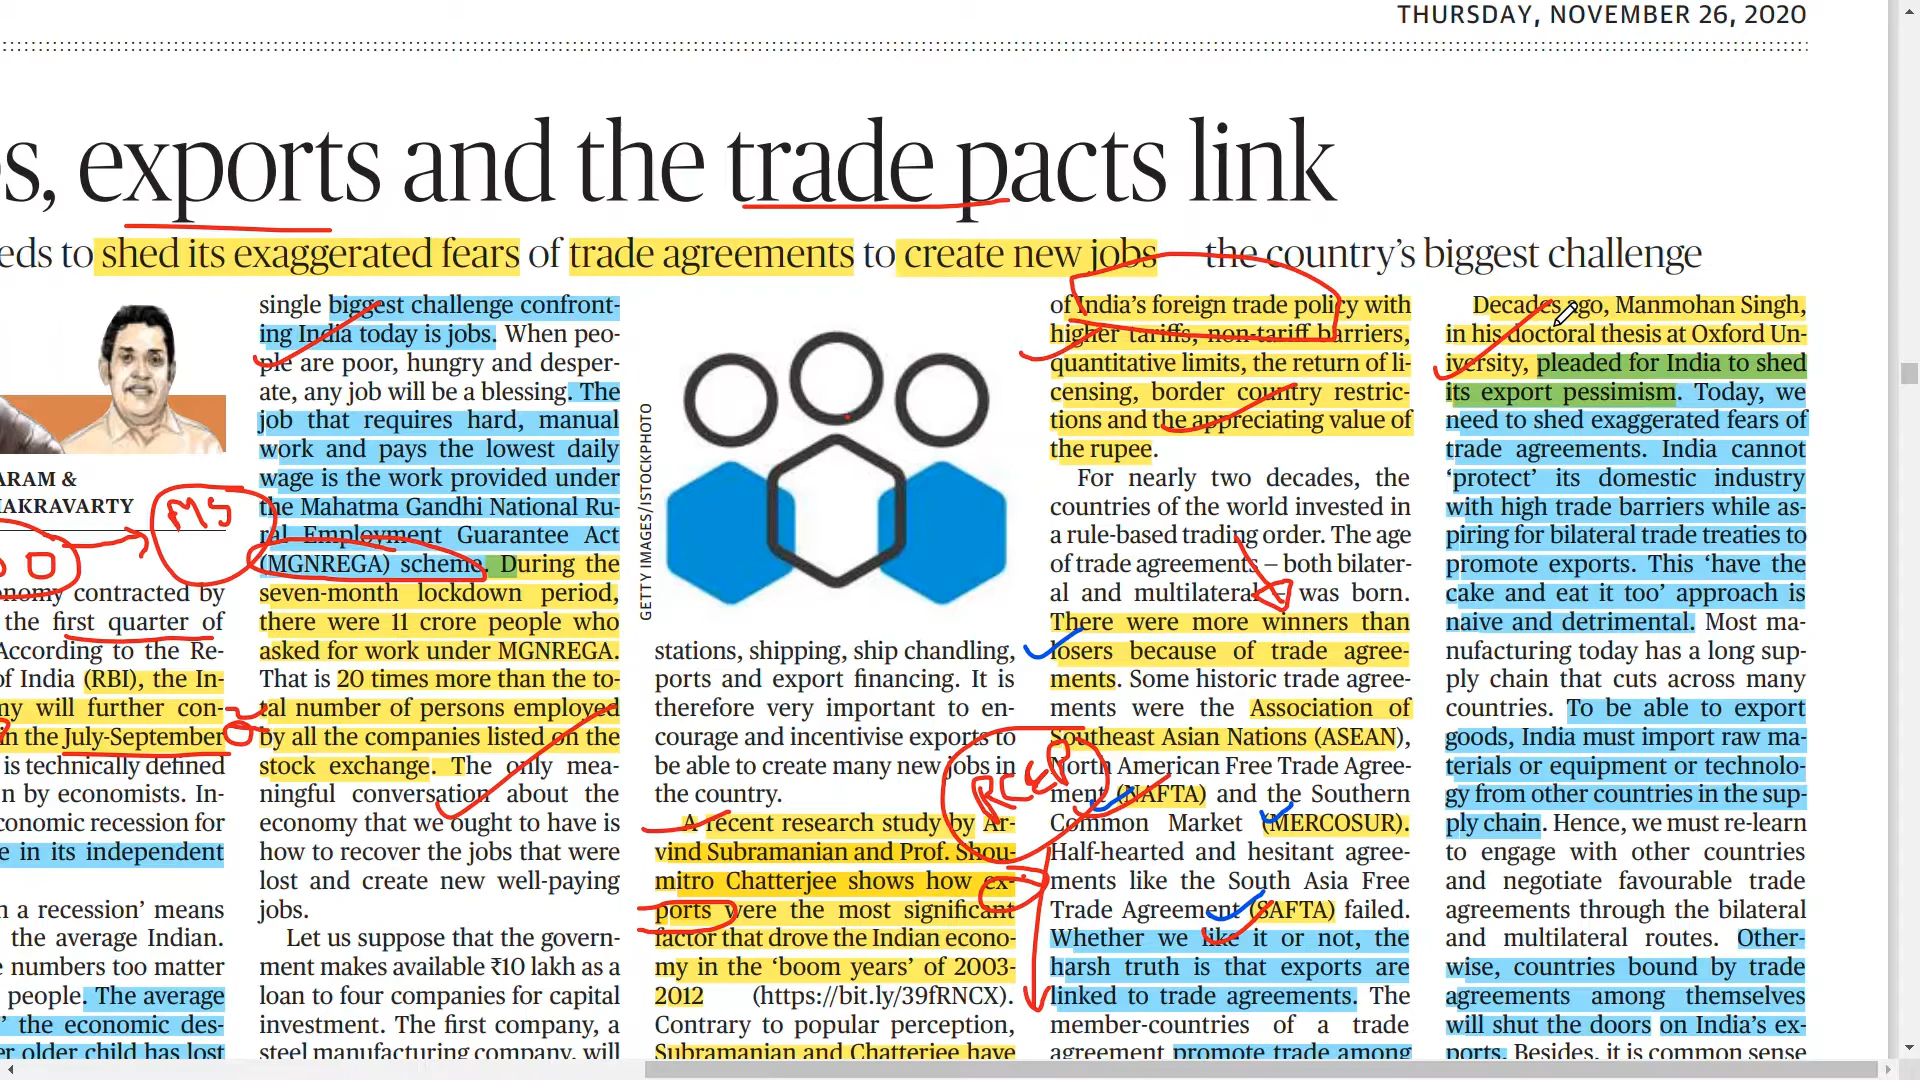 THURSDAY, NOVEMBER 26, 2020
s, exports and the trade pacts link
eds to shed its exaggerated fears of trade agreements to create new jobs the country's biggest challenge
ARAM &
HAKRAVARTY
MS
onomy contracted by
the first quarter of
According to the Re-
of India (RBI), the In-
my will further con-
in the July-September
is technically defined
n by economists. In-
conomic recession for
e in its independent
n a recession' means
the average Indian.
e numbers too matter
people. The average
' the economic des-
er older child has lost
single biggest challenge confront-
ing India today is jobs. When peo-
ple are poor, hungry and desper-
ate, any job will be a blessing. The
job that requires hard, manual
work and pays the lowest daily
wage is the work provided under
the Mahatma Gandhi National Ru-
ral Employment Guarantee Act
(MGNREGA) scheme. During the
seven-month lockdown period,
there were 11 crore people who
asked for work under MGNREGA.
That is 20 times more than the to-
tal number of persons employed
by all the companies listed on the
stock exchange. The only mea-
ningful conversation about the
economy that we ought to have is
how to recover the jobs that were
lost and create new well-paying
jobs.
Let us suppose that the govern-
ment makes available ₹10 lakh as a
loan to four companies for capital
investment. The first company, a
steel manufacturing company, will
GETTY IMAGES/ISTOCKPHOTO
stations, shipping, ship chandling,
ports and export financing. It is
therefore very important to en-
courage and incentivise exports to
be able to create many new jobs in
the country.
A recent research study by Ar-
vind Subramanian and Prof. Shou-
mitro Chatterjee shows how ex-
ports were the most significant
factor that drove the Indian econo-
my in the 'boom years' of 2003-
2012 (https://bit.ly/39fRNCX).
Contrary to popular perception,
Subramanian and Chatterjee have
RCEP
of India's foreign trade policy with
higher tariffs, non-tariff barriers,
quantitative limits, the return of li-
censing, border country restric-
tions and the appreciating value of
the rupee.
For nearly two decades, the
countries of the world invested in
a rule-based trading order. The age
of trade agreements – both bilater-
al and multilateral – was born.
There were more winners than
losers because of trade agree-
ments. Some historic trade agree-
ments were the Association of
Southeast Asian Nations (ASEAN),
North American Free Trade Agree-
ment (NAFTA) and the Southern
Common Market (MERCOSUR).
Half-hearted and hesitant agree-
ments like the South Asia Free
Trade Agreement (SAFTA) failed.
Whether we like it or not, the
harsh truth is that exports are
linked to trade agreements. The
member-countries of a trade
agreement promote trade among
Decades ago, Manmohan Singh,
in his doctoral thesis at Oxford Un-
iversity, pleaded for India to shed
its export pessimism. Today, we
need to shed exaggerated fears of
trade agreements. India cannot
'protect' its domestic industry
with high trade barriers while as-
piring for bilateral trade treaties to
promote exports. This 'have the
cake and eat it too' approach is
naive and detrimental. Most ma-
nufacturing today has a long sup-
ply chain that cuts across many
countries. To be able to export
goods, India must import raw ma-
terials or equipment or technolo-
gy from other countries in the sup-
ply chain. Hence, we must re-learn
to engage with other countries
and negotiate favourable trade
agreements through the bilateral
and multilateral routes. Other-
wise, countries bound by trade
agreements among themselves
will shut the doors on India's ex-
ports. Besides, it is common sense